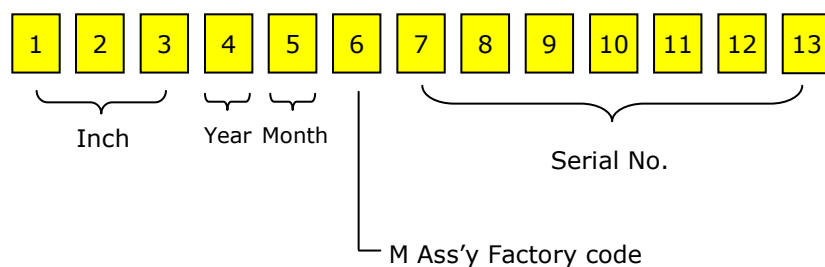 1 2 3 4 5 6 7 8 9 10 11 12 13
Inch Year Month Serial No.
M Ass’y Factory code